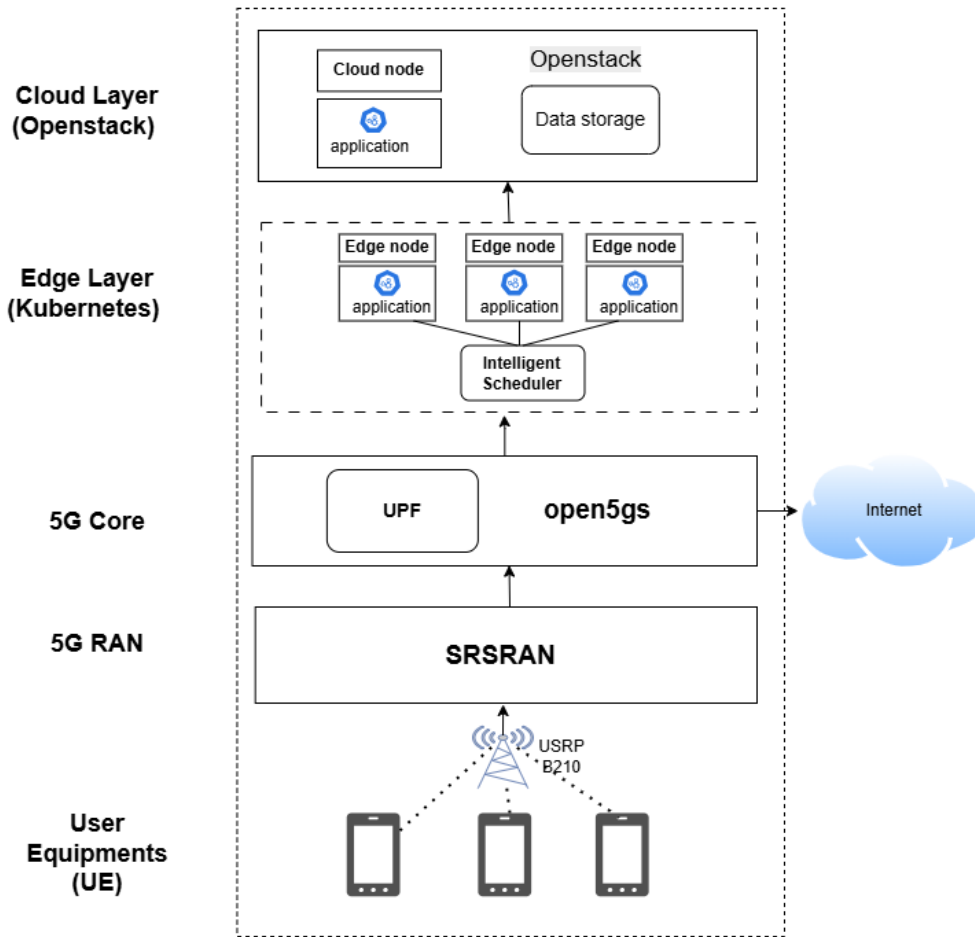 Cloud Layer
(Openstack)
Cloud node
application
Openstack
Data storage
Edge Layer
(Kubernetes)
Edge node
Edge node
Edge node
application
application
application
Intelligent
Scheduler
5G Core
UPF
open5gs
Internet
5G RAN
SRSRAN
USRP
B210
User
Equipments
(UE)